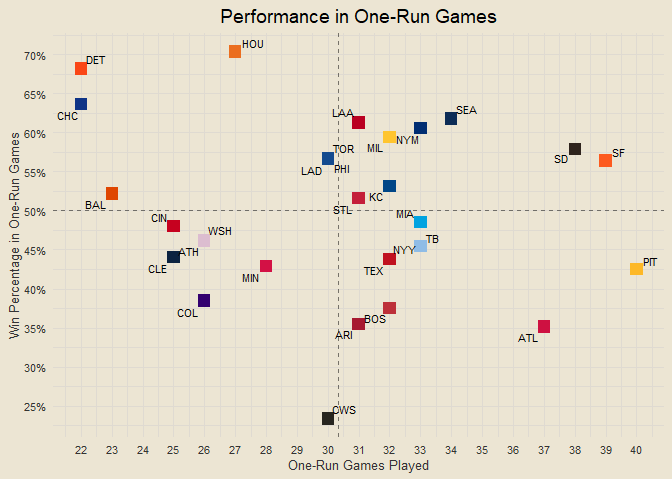 Performance in One-Run Games
Win Percentage in One-Run Games
70%
65%
60%
55%
50%
45%
40%
35%
30%
25%
HOU
DET
CHC
LAA
SEA
NYM
MIL
TOR
SF
SD
LAD
PHI
BAL
KC
STL
MIA
CIN
WSH
TB
ATH
NYY
CLE
TEX
MIN
PIT
COL
BOS
ARI
ATL
CWS
22 23 24 25 26 27 28 29 30 31 32 33 34 35 36 37 38 39 40
One-Run Games Played